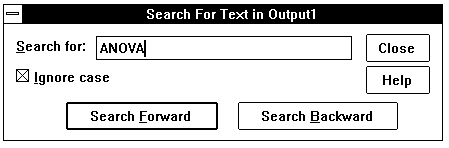 Search For Text in Output1
Search for: ANOVA Close
Ignore case Help
Search Forward Search Backward